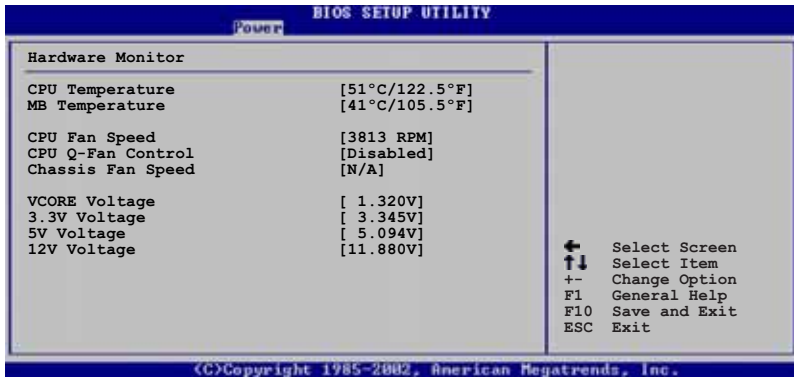 BIOS SETUP UTILITY
Power
Hardware Monitor
CPU Temperature [51°C/122.5°F]
MB Temperature [41°C/105.5°F]
CPU Fan Speed [3813 RPM]
CPU Q-Fan Control [Disabled]
Chassis Fan Speed [N/A]
VCORE Voltage [ 1.320V]
3.3V Voltage [ 3.345V]
5V Voltage [ 5.094V]
12V Voltage [11.880V]
← Select Screen
↑↓ Select Item
+- Change Option
F1 General Help
F10 Save and Exit
ESC Exit
(C)Copyright 1985-2002, American Megatrends, Inc.